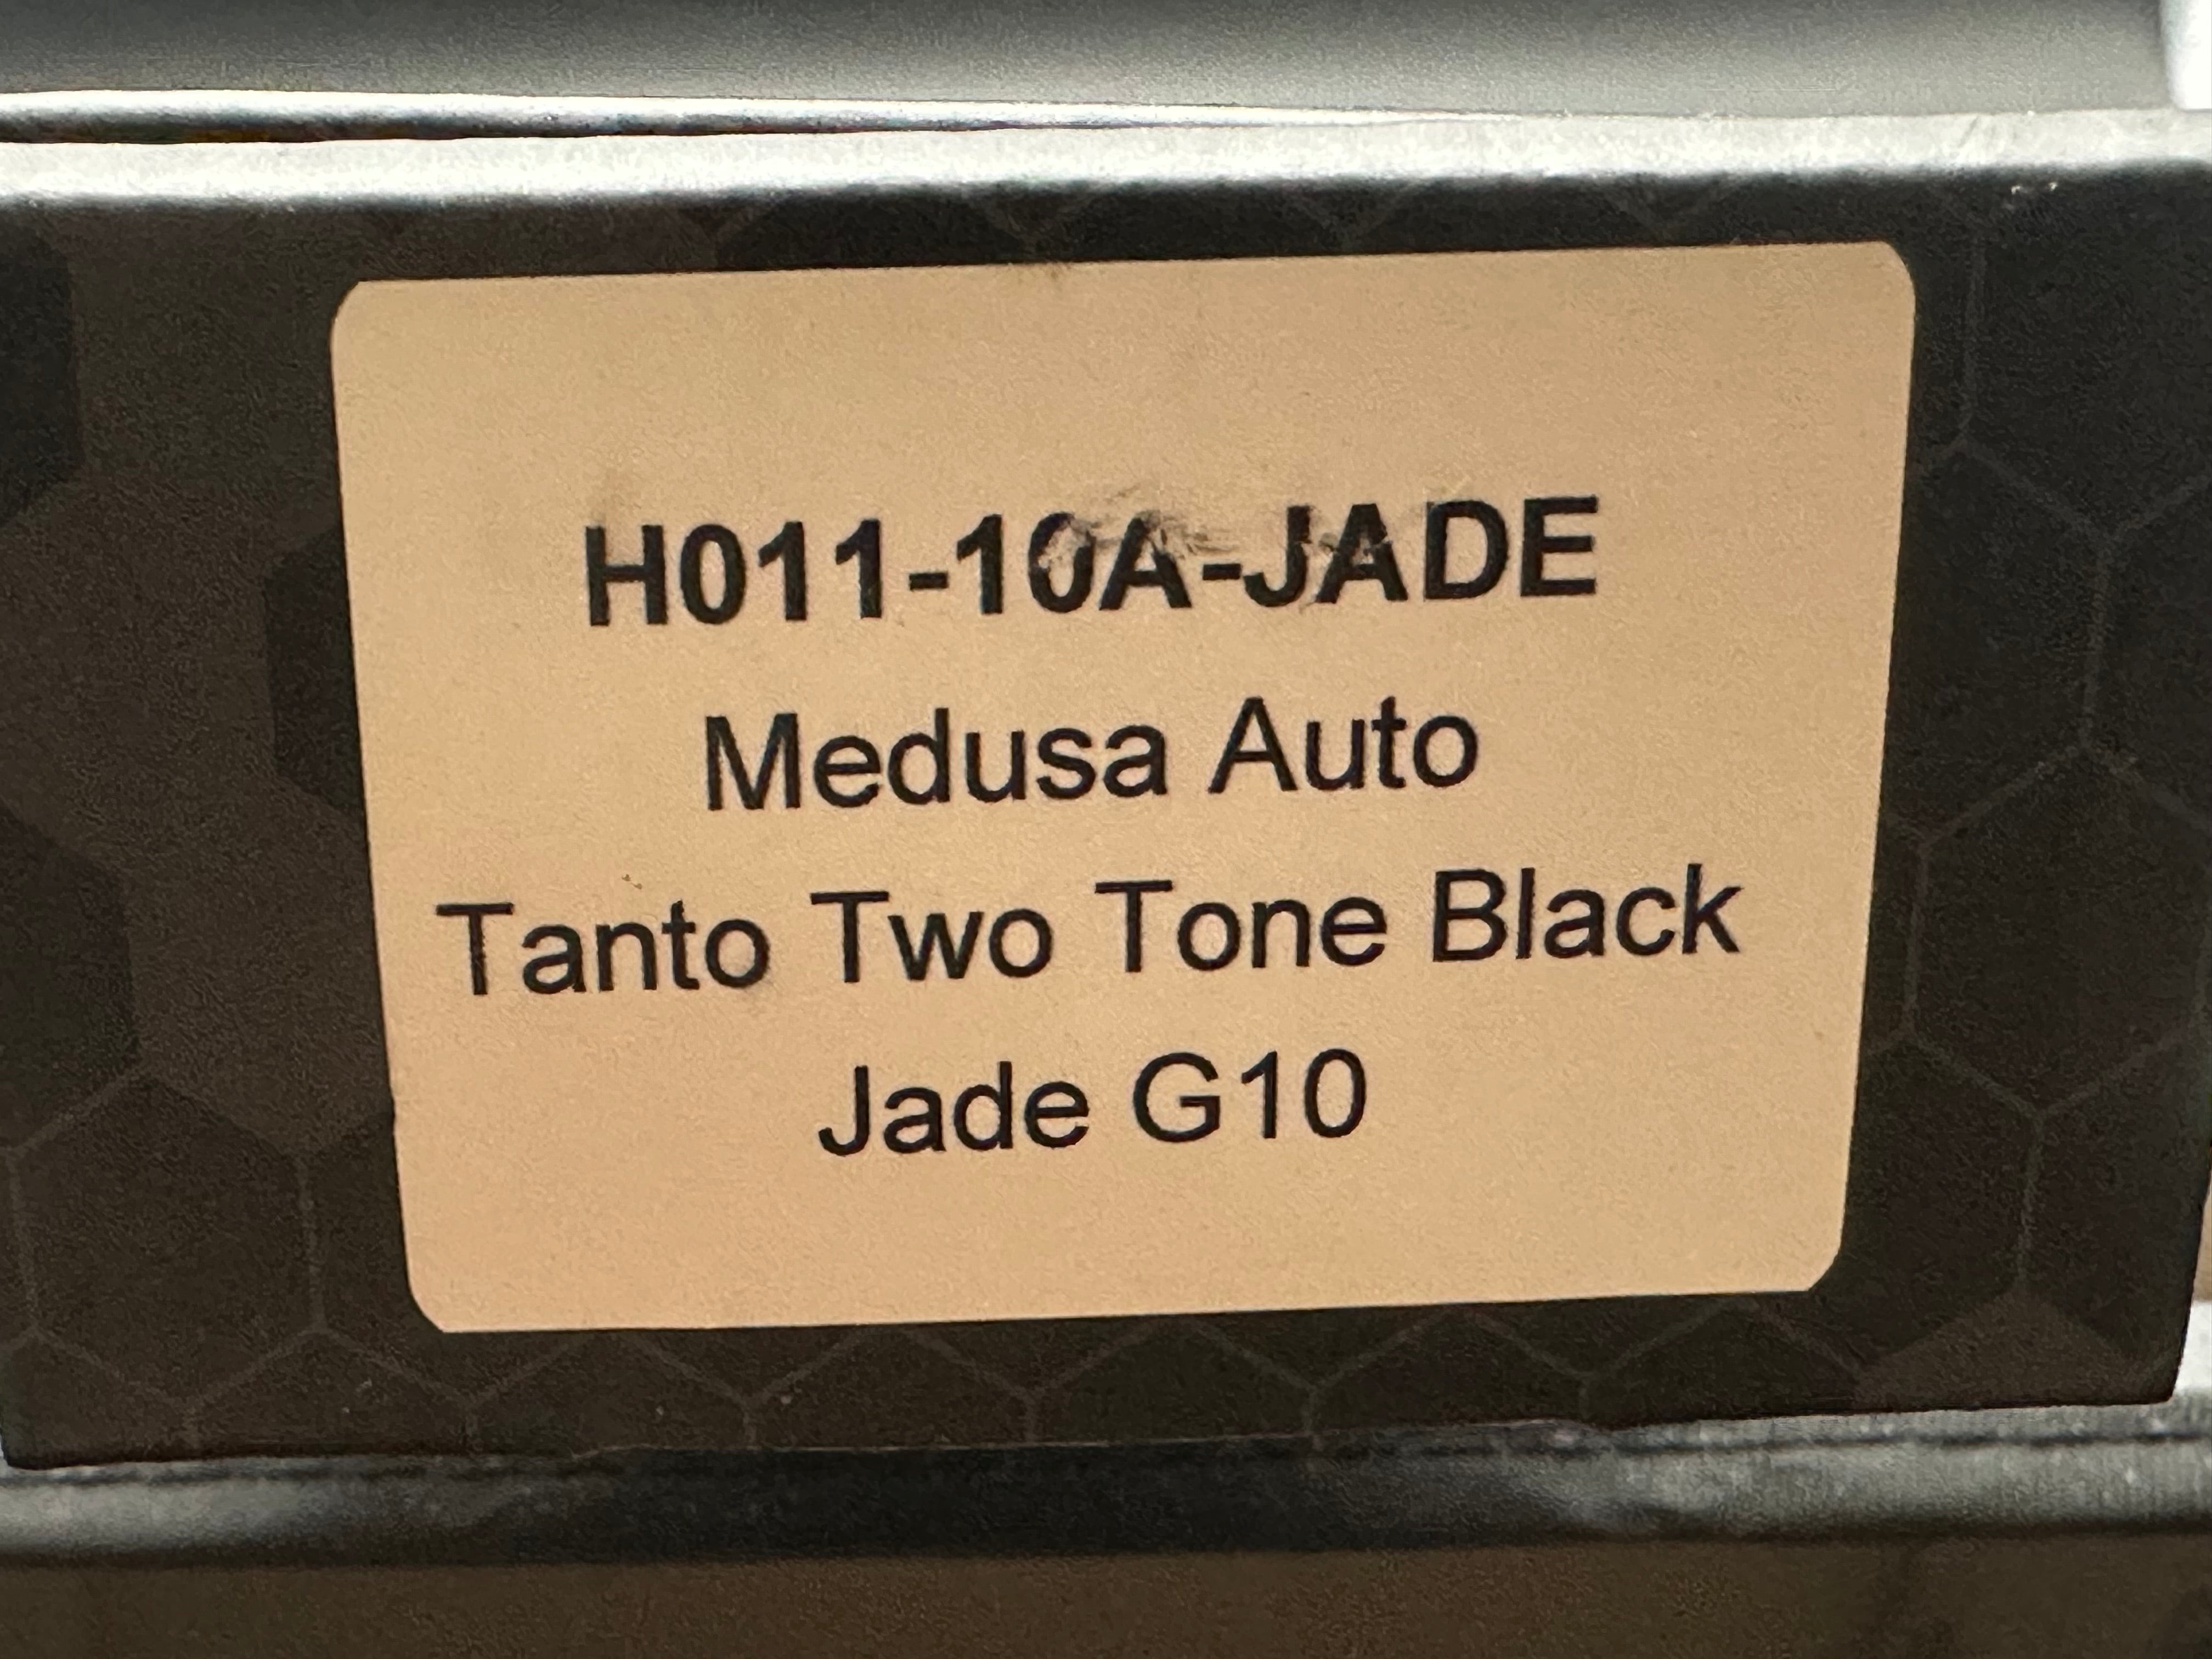 H011-10A-JADE
Medusa Auto
Tanto Two Tone Black
Jade G10